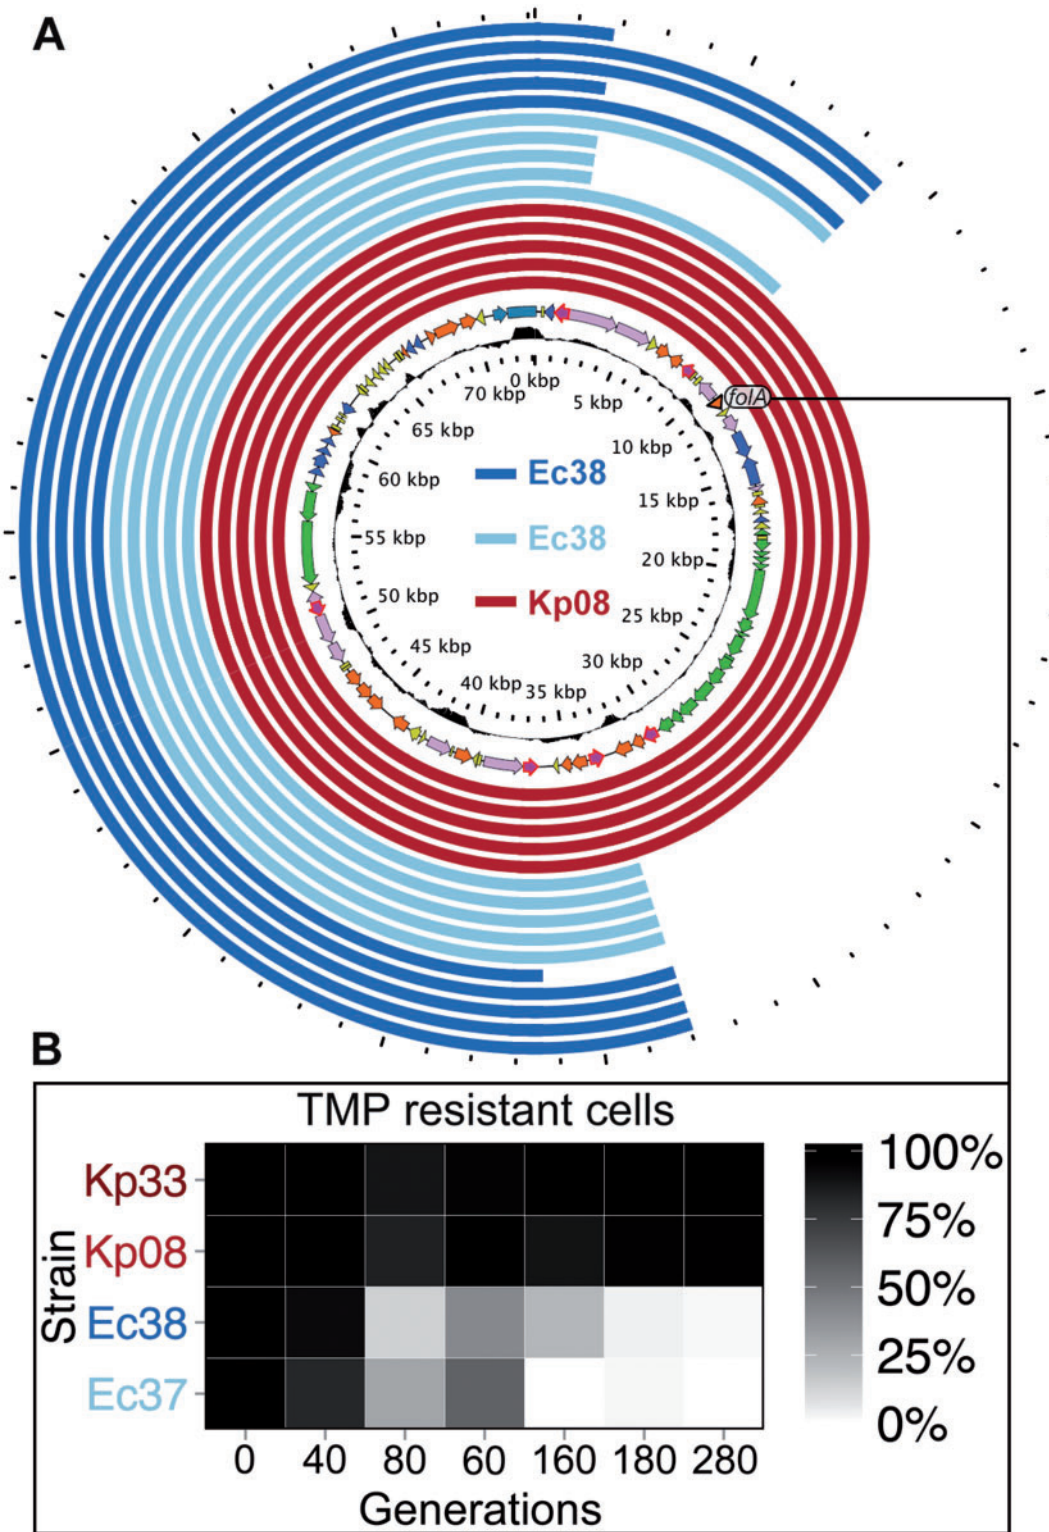 A
folA
0 kbp
5 kbp
10 kbp
15 kbp
20 kbp
25 kbp
30 kbp
35 kbp
40 kbp
45 kbp
50 kbp
55 kbp
60 kbp
65 kbp
70 kbp
Ec38
Ec38
Kp08
B
TMP resistant cells
Strain
Kp33
Kp08
Ec38
Ec37
0 40 80 60 160 180 280
Generations
100%
75%
50%
25%
0%